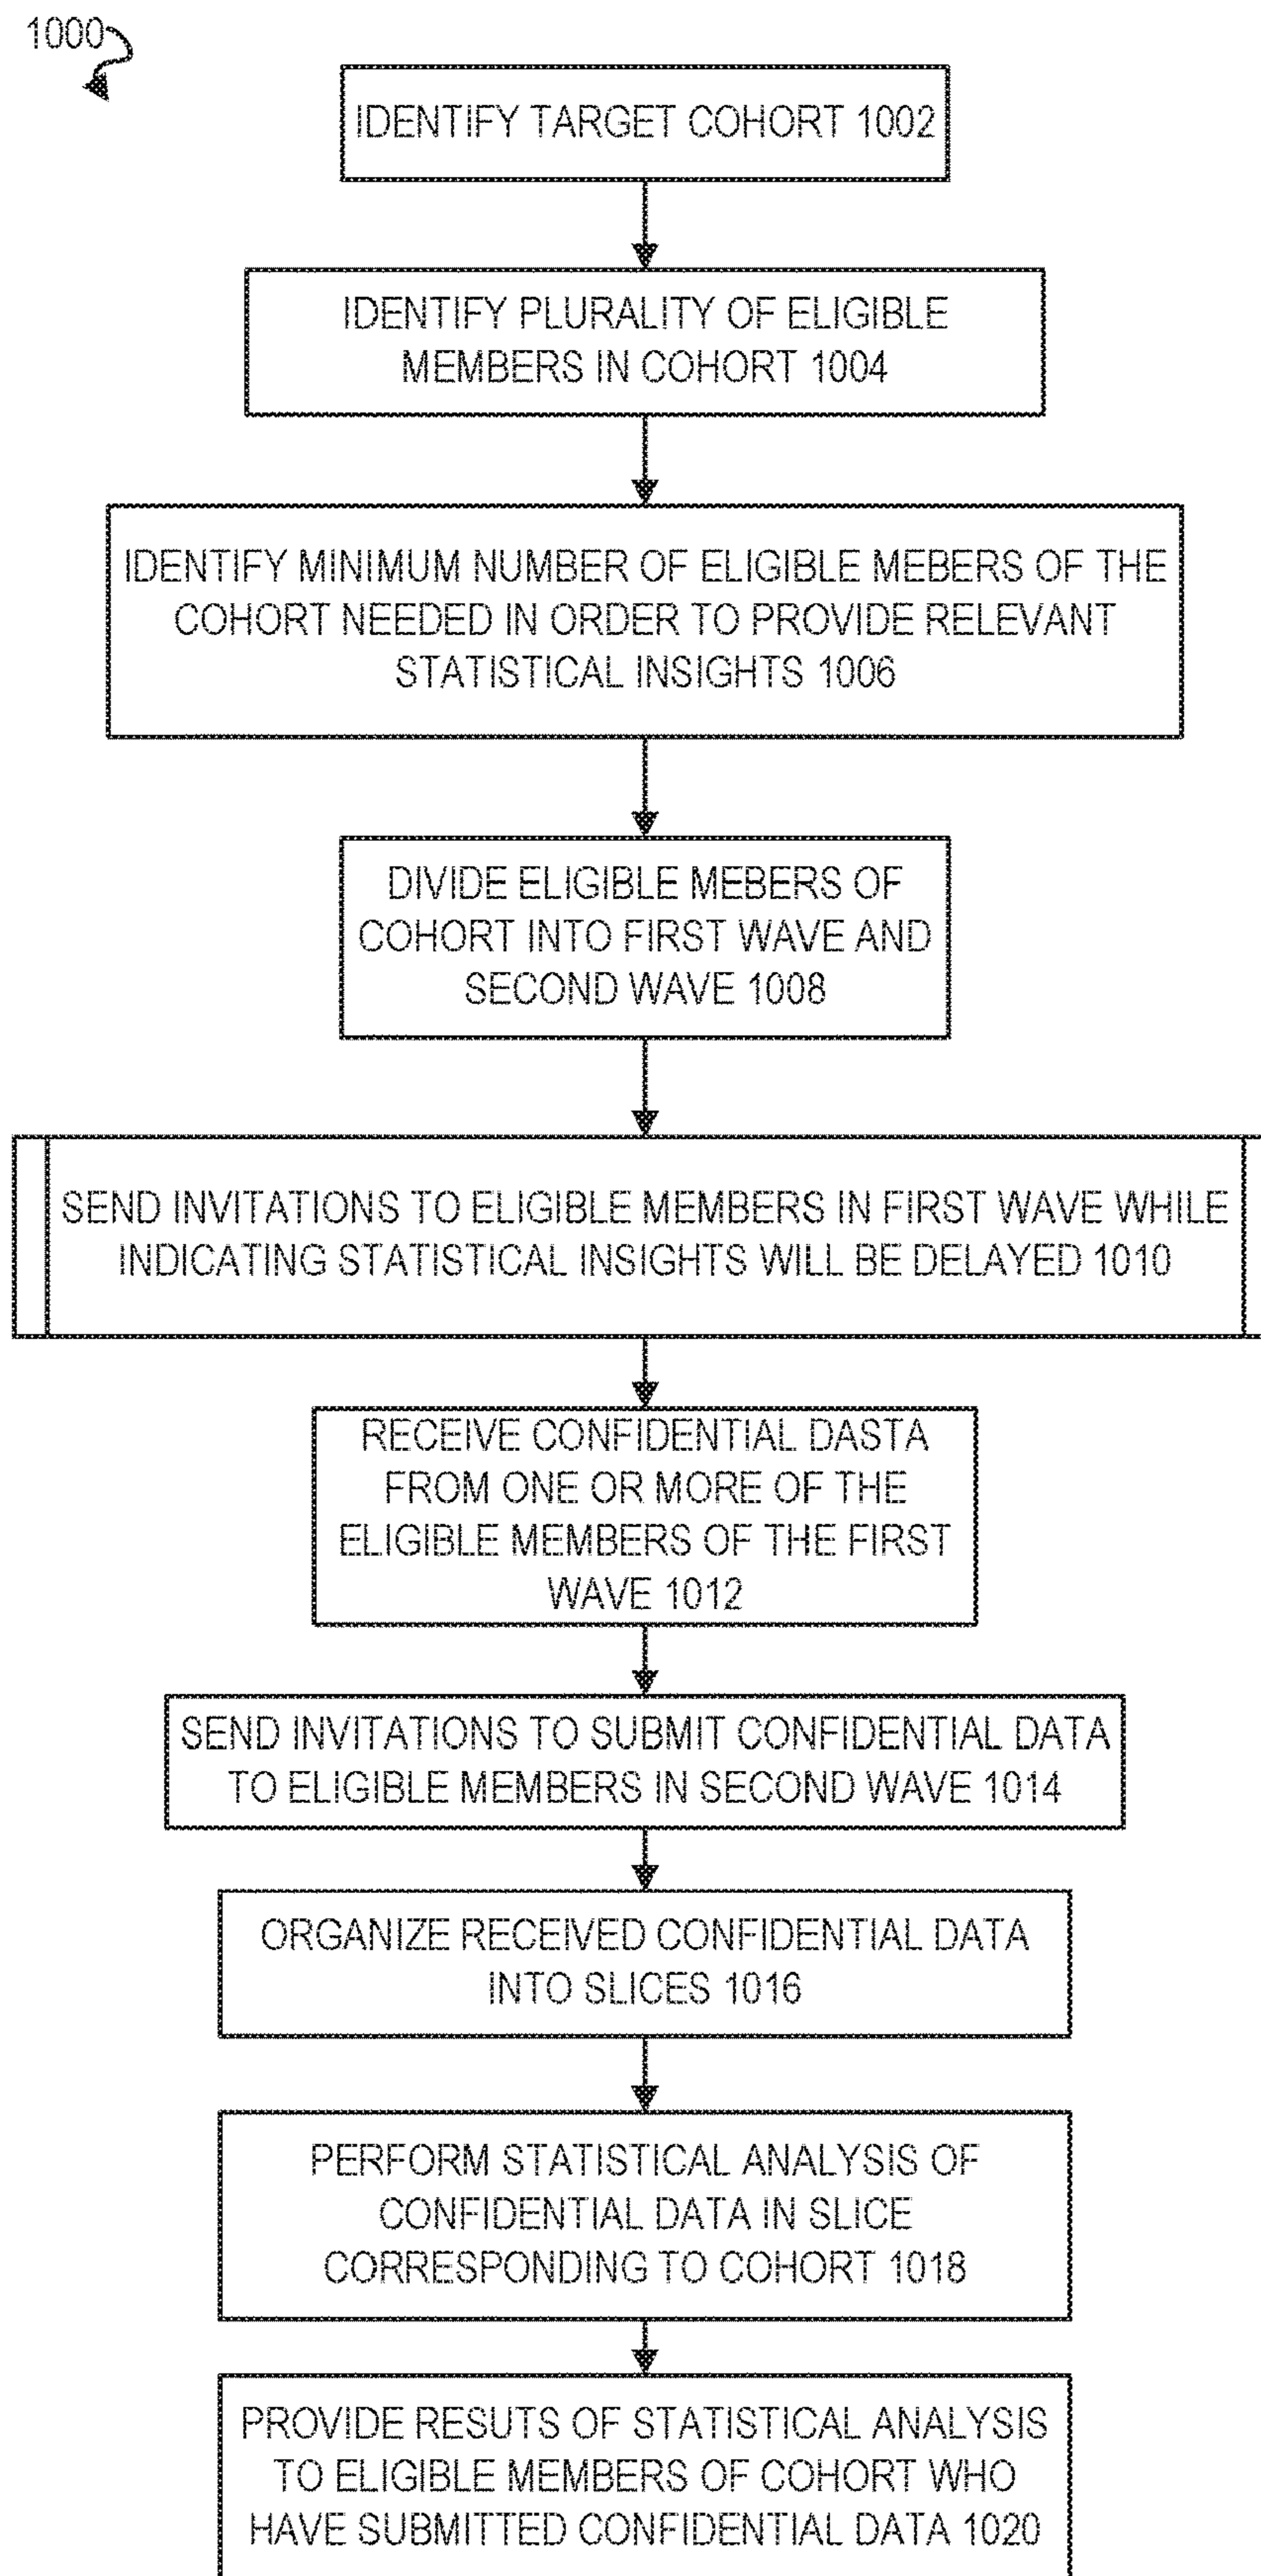 1000
IDENTIFY TARGET COHORT 1002
IDENTIFY PLURALITY OF ELIGIBLE
MEMBERS IN COHORT 1004
IDENTIFY MINIMUM NUMBER OF ELIGIBLE MEBERS OF THE
COHORT NEEDED IN ORDER TO PROVIDE RELEVANT
STATISTICAL INSIGHTS 1006
DIVIDE ELIGIBLE MEBERS OF
COHORT INTO FIRST WAVE AND
SECOND WAVE 1008
SEND INVITATIONS TO ELIGIBLE MEMBERS IN FIRST WAVE WHILE
INDICATING STATISTICAL INSIGHTS WILL BE DELAYED 1010
RECEIVE CONFIDENTIAL DASTA
FROM ONE OR MORE OF THE
ELIGIBLE MEMBERS OF THE FIRST
WAVE 1012
SEND INVITATIONS TO SUBMIT CONFIDENTIAL DATA
TO ELIGIBLE MEMBERS IN SECOND WAVE 1014
ORGANIZE RECEIVED CONFIDENTIAL DATA
INTO SLICES 1016
PERFORM STATISTICAL ANALYSIS OF
CONFIDENTIAL DATA IN SLICE
CORRESPONDING TO COHORT 1018
PROVIDE RESUTS OF STATISTICAL ANALYSIS
TO ELIGIBLE MEMBERS OF COHORT WHO
HAVE SUBMITTED CONFIDENTIAL DATA 1020